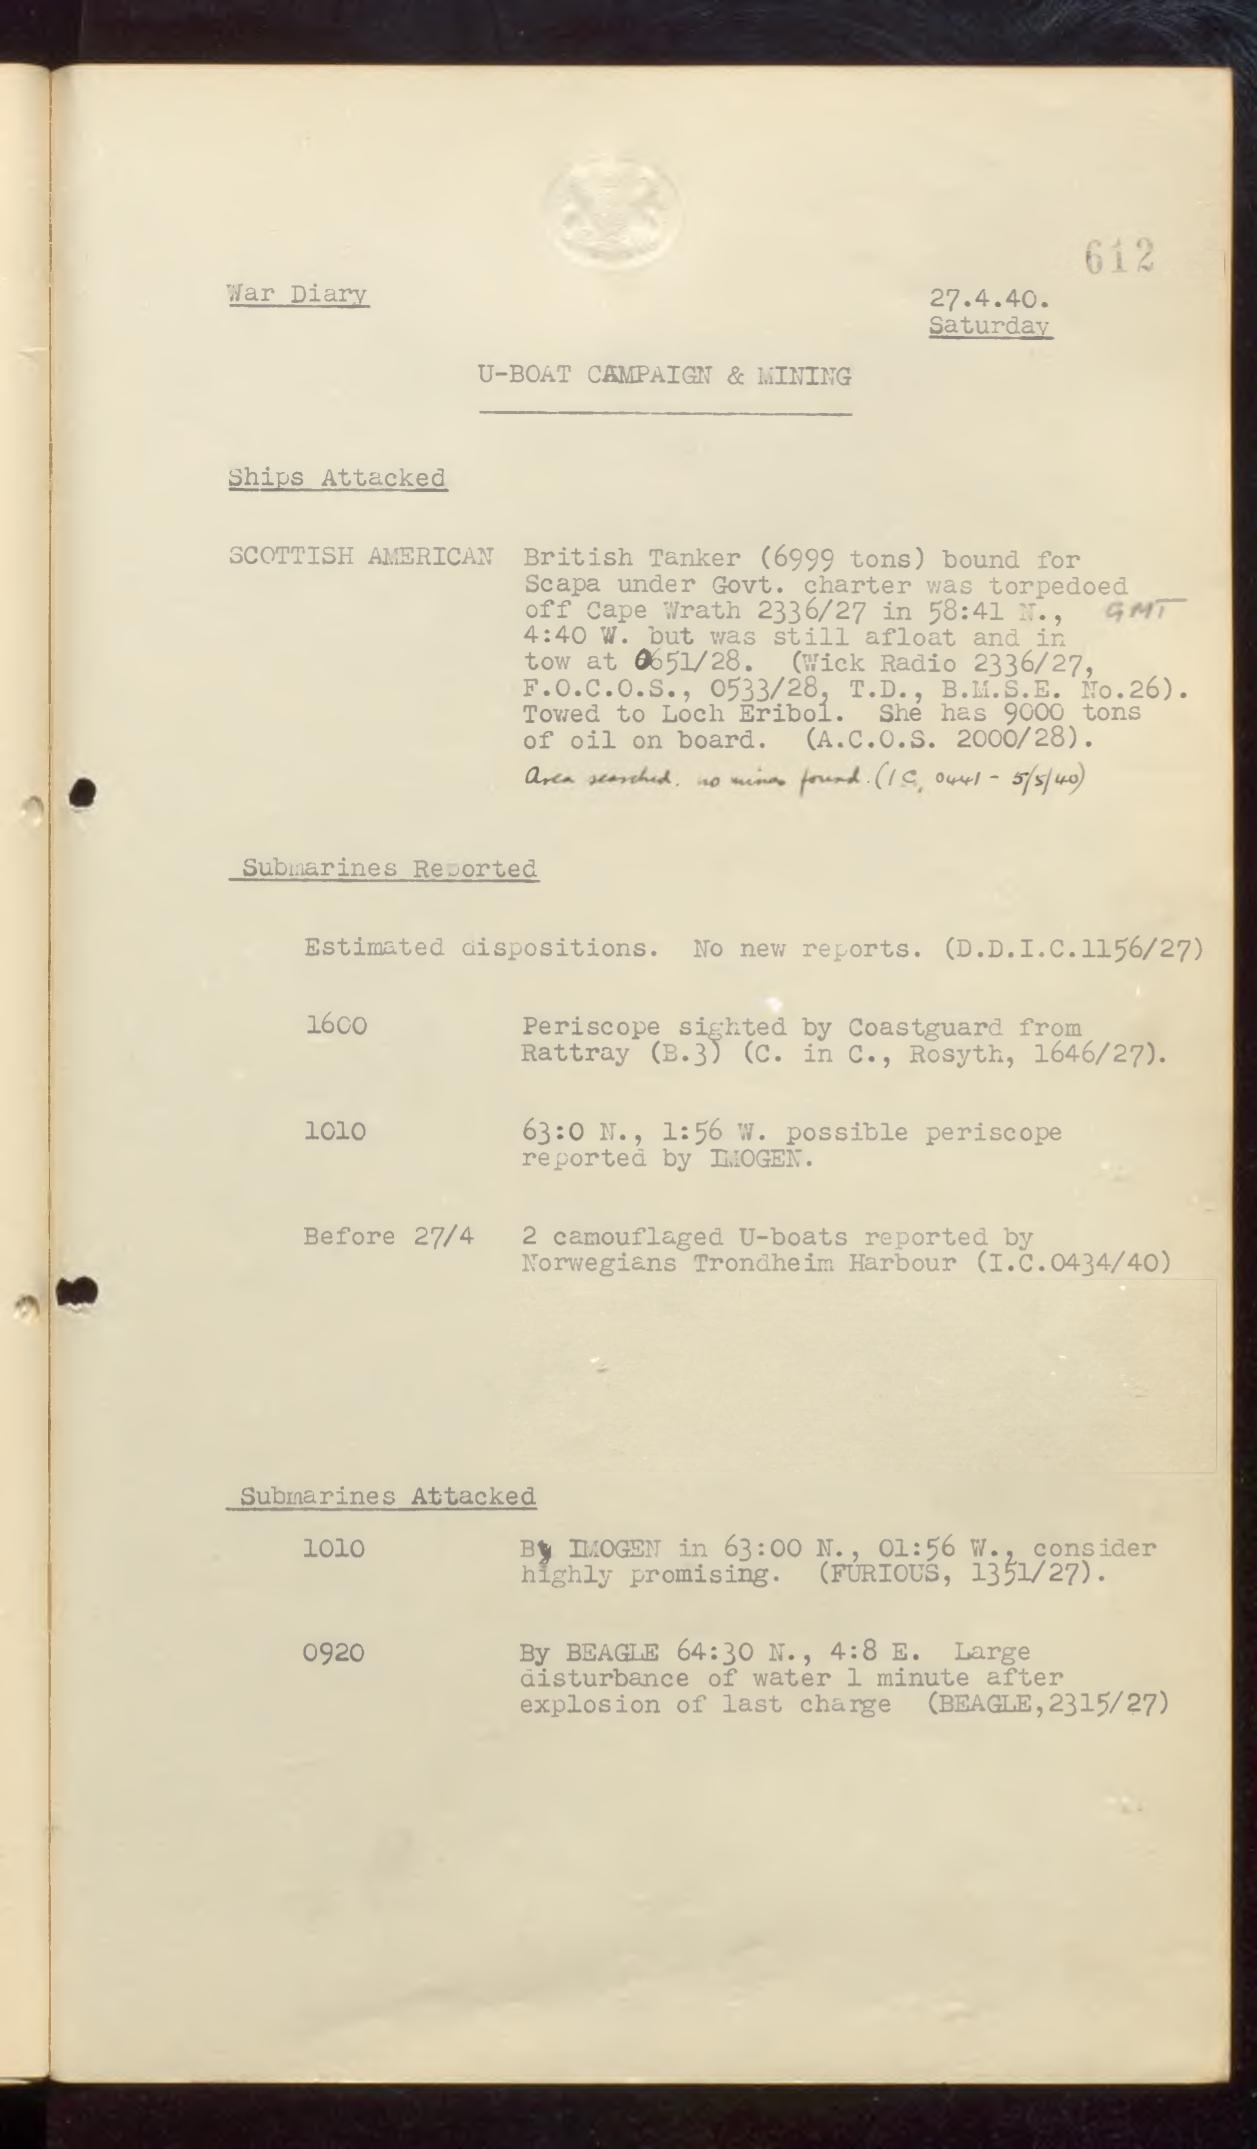 612
War Diary
27.4.40.
Saturday
U-BOAT CAMPAIGN & MINING
Ships Attacked
SCOTTISH AMERICAN British Tanker (6999 tons) bound for
Scapa under Govt. charter was torpedoed
off Cape Wrath 2336/27 in 58:41 N., GMT
4:40 W. but was still afloat and in
tow at 0651/28. (Wick Radio 2336/27,
F.O.C.O.S., 0533/28, T.D., B.M.S.E. No.26).
Towed to Loch Eribol. She has 9000 tons
of oil on board. (A.C.O.S. 2000/28).
Area searched. no mines found. (I C, 0441 - 5/5/40)
Submarines Reported
Estimated dispositions. No new reports. (D.D.I.C.1156/27)
1600 Periscope sighted by Coastguard from
Rattray (B.3) (C. in C., Rosyth, 1646/27).
1010 63:0 N., 1:56 W. possible periscope
reported by IMOGEN.
Before 27/4 2 camouflaged U-boats reported by
Norwegians Trondheim Harbour (I.C.0434/40)
Submarines Attacked
1010 By IMOGEN in 63:00 N., 01:56 W., consider
highly promising. (FURIOUS, 1351/27).
0920 By BEAGLE 64:30 N., 4:8 E. Large
disturbance of water 1 minute after
explosion of last charge (BEAGLE,2315/27)